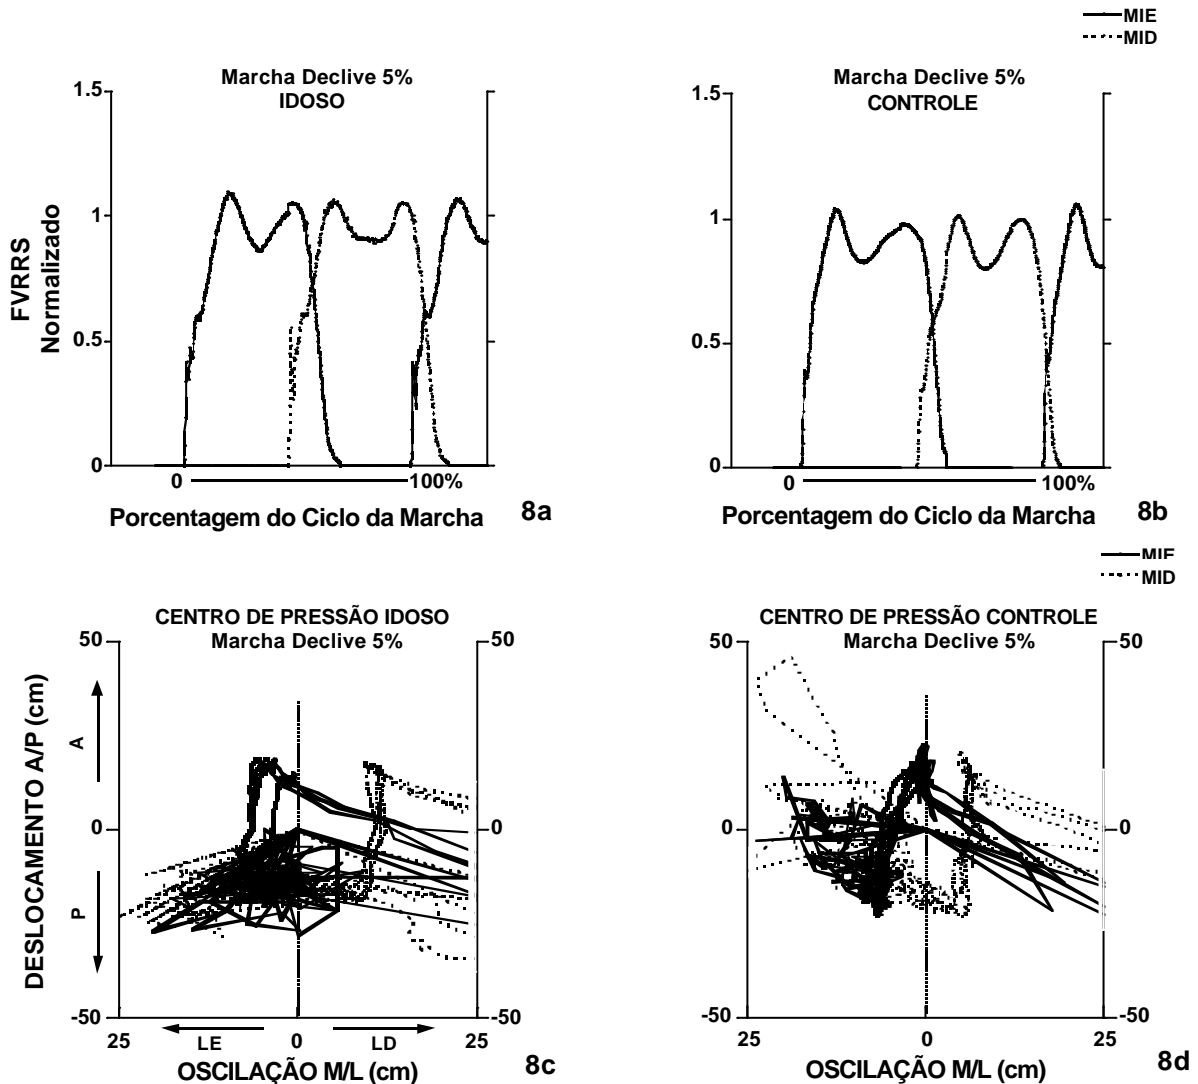 MIE
MID
Marcha Declive 5%
IDOSO
1.5
1
0.5
0
FVRRS
Normalizado
0
100%
Porcentagem do Ciclo da Marcha
8a
Marcha Declive 5%
CONTROLE
1.5
1
0.5
0
0
100%
Porcentagem do Ciclo da Marcha
8b
MIE
MID
CENTRO DE PRESSÃO IDOSO
Marcha Declive 5%
50
0
-50
50
0
-50
DESLOCAMENTO A/P (cm)
A
P
25
LE
0
LD
25
OSCILAÇÃO M/L (cm)
8c
CENTRO DE PRESSÃO CONTROLE
Marcha Declive 5%
50
0
-50
50
0
-50
25
0
25
OSCILAÇÃO M/L (cm)
8d